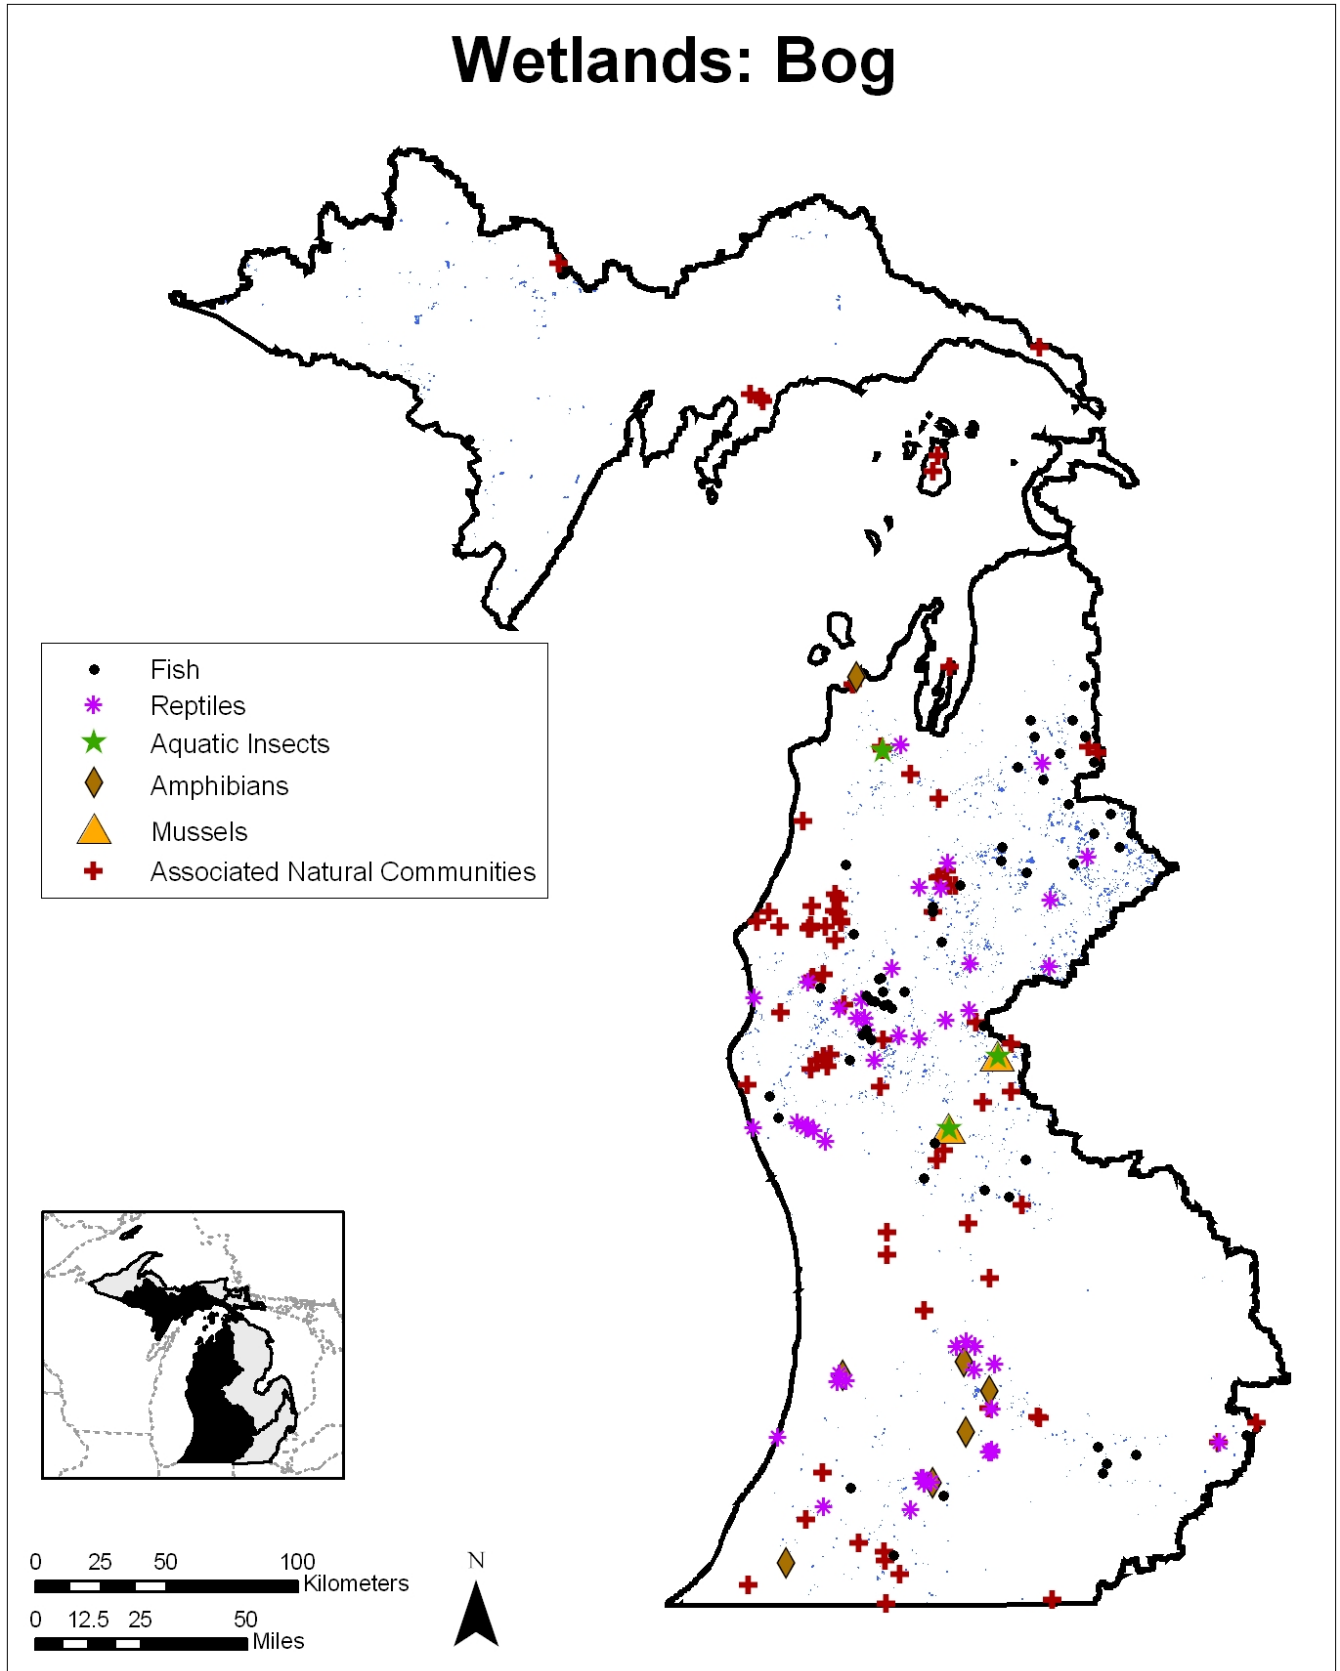 Wetlands: Bog
Fish
Reptiles
Aquatic Insects
Amphibians
Mussels
Associated Natural Communities
0 25 50 100
Kilometers
0 12.5 25 50
Miles
N